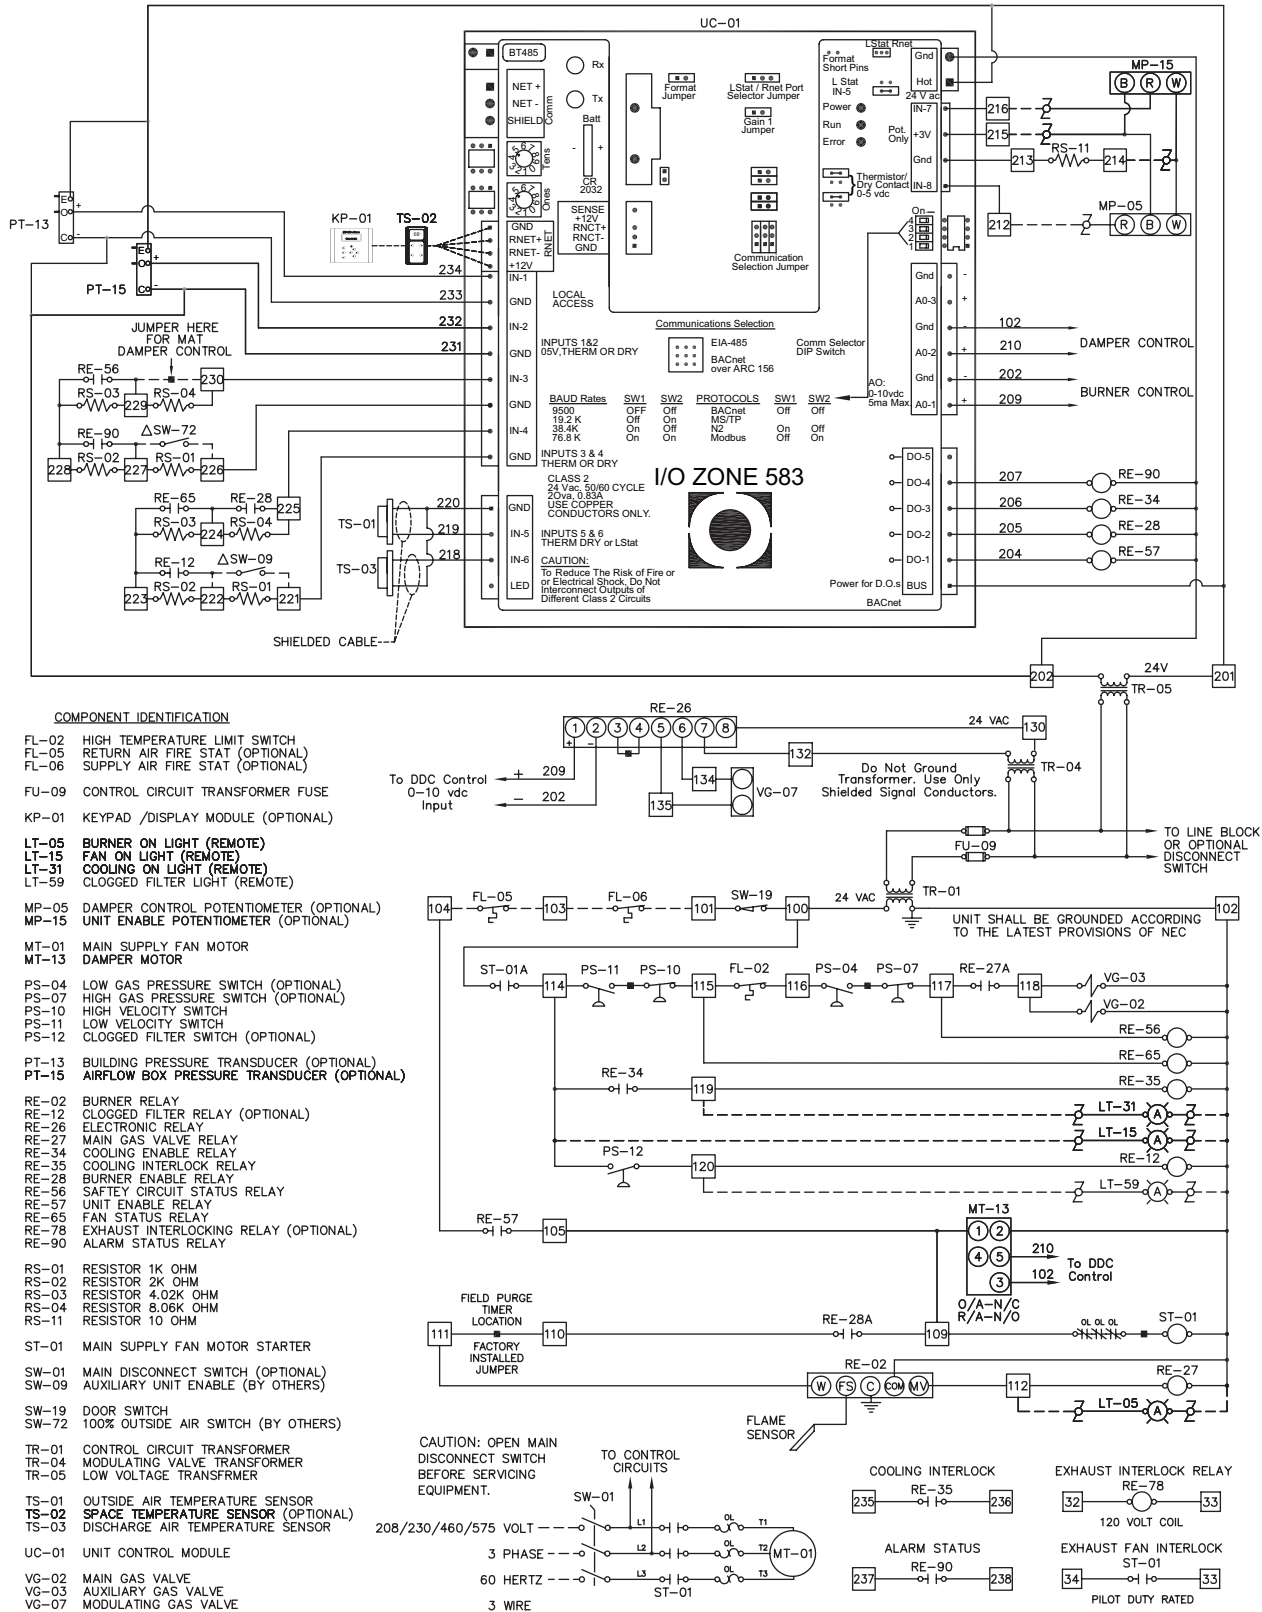 UC-01
BT485
Rx
Tx
NET +
NET -
SHIELD
Comm
Batt
-
+
CR
2032
Tens
Ones
SENSE
+12V
RNCT+
RNCT-
GND
Format
Jumper
LStat / Rnet Port
Selector Jumper
Gain 1
Jumper
Communication
Selection Jumper
LStat Rnet
Format
Short Pins
L Stat
IN-5
Power
Run
Error
Gnd
Hot
24 V ac
IN-7
+3V
Gnd
IN-8
Pot.
Only
Thermistor/
Dry Contact
0-5 vdc
On
4
3
2
1
MP-15
B R W
216
215
213
RS-11
214
212
MP-05
R B W
PT-13
E
O
C
+
-
PT-15
E
O
C
+
-
KP-01
TS-02
GND
RNET+
RNET-
+12V
RNET
234
233
232
231
IN-1
GND
IN-2
GND
IN-3
GND
IN-4
GND
LOCAL
ACCESS
INPUTS 1&2
05V,THERM OR DRY
INPUTS 3 & 4
THERM OR DRY
Communications Selection
EIA-485
BACnet
over ARC 156
Comm Selector
DIP Switch
Baud Rates SW1 SW2 PROTOCOLS SW1 SW2
9500 OFF Off BACnet Off Off
19.2 K Off On MS/TP
38.4K On Off N2 On Off
76.8 K On On Modbus Off On
AO:
0-10vdc
5ma Max
Gnd -
A0-3 +
Gnd -
A0-2 +
Gnd -
A0-1 +
102
210
DAMPER CONTROL
202
209
BURNER CONTROL
JUMPER HERE
FOR MAT
DAMPER CONTROL
RE-56
230
RS-03
229
RS-04
RE-90
△SW-72
228
RS-02
227
RS-01
226
RE-65
RE-28
225
RS-03
224
RS-04
RE-12
△SW-09
223
RS-02
222
RS-01
221
TS-01
TS-03
220
219
218
SHIELDED CABLE
GND
IN-5
IN-6
LED
CLASS 2
24 Vac, 50/60 CYCLE
20va, 0.83A
USE COPPER
CONDUCTORS ONLY.
INPUTS 5 & 6
THERM DRY or LStat
CAUTION:
To Reduce The Risk of Fire or
or Electrical Shock, Do Not
Interconnect Outputs of
Different Class 2 Circuits
I/O ZONE 583
DO-5
DO-4
DO-3
DO-2
DO-1
Power for D.O.s BUS
BACnet
207 RE-90
206 RE-34
205 RE-28
204 RE-57
202
24V
201
TR-05
COMPONENT IDENTIFICATION
FL-02 HIGH TEMPERATURE LIMIT SWITCH
FL-05 RETURN AIR FIRE STAT (OPTIONAL)
FL-06 SUPPLY AIR FIRE STAT (OPTIONAL)
FU-09 CONTROL CIRCUIT TRANSFORMER FUSE
KP-01 KEYPAD /DISPLAY MODULE (OPTIONAL)
LT-05 BURNER ON LIGHT (REMOTE)
LT-15 FAN ON LIGHT (REMOTE)
LT-31 COOLING ON LIGHT (REMOTE)
LT-59 CLOGGED FILTER LIGHT (REMOTE)
MP-05 DAMPER CONTROL POTENTIOMETER (OPTIONAL)
MP-15 UNIT ENABLE POTENTIOMETER (OPTIONAL)
MT-01 MAIN SUPPLY FAN MOTOR
MT-13 DAMPER MOTOR
PS-04 LOW GAS PRESSURE SWITCH (OPTIONAL)
PS-07 HIGH GAS PRESSURE SWITCH (OPTIONAL)
PS-10 HIGH VELOCITY SWITCH
PS-11 LOW VELOCITY SWITCH
PS-12 CLOGGED FILTER SWITCH (OPTIONAL)
PT-13 BUILDING PRESSURE TRANSDUCER (OPTIONAL)
PT-15 AIRFLOW BOX PRESSURE TRANSDUCER (OPTIONAL)
RE-02 BURNER RELAY
RE-12 CLOGGED FILTER RELAY (OPTIONAL)
RE-26 ELECTRONIC RELAY
RE-27 MAIN GAS VALVE RELAY
RE-34 COOLING ENABLE RELAY
RE-35 COOLING INTERLOCK RELAY
RE-28 BURNER ENABLE RELAY
RE-56 SAFTEY CIRCUIT STATUS RELAY
RE-57 UNIT ENABLE RELAY
RE-65 FAN STATUS RELAY
RE-78 EXHAUST INTERLOCKING RELAY (OPTIONAL)
RE-90 ALARM STATUS RELAY
RS-01 RESISTOR 1K OHM
RS-02 RESISTOR 2K OHM
RS-03 RESISTOR 4.02K OHM
RS-04 RESISTOR 8.06K OHM
RS-11 RESISTOR 10 OHM
ST-01 MAIN SUPPLY FAN MOTOR STARTER
SW-01 MAIN DISCONNECT SWITCH (OPTIONAL)
SW-09 AUXILIARY UNIT ENABLE (BY OTHERS)
SW-19 DOOR SWITCH
SW-72 100% OUTSIDE AIR SWITCH (BY OTHERS)
TR-01 CONTROL CIRCUIT TRANSFORMER
TR-04 MODULATING VALVE TRANSFORMER
TR-05 LOW VOLTAGE TRANSFRMER
TS-01 OUTSIDE AIR TEMPERATURE SENSOR
TS-02 SPACE TEMPERATURE SENSOR (OPTIONAL)
TS-03 DISCHARGE AIR TEMPERATURE SENSOR
UC-01 UNIT CONTROL MODULE
VG-02 MAIN GAS VALVE
VG-03 AUXILIARY GAS VALVE
VG-07 MODULATING GAS VALVE
RE-26
1 2 3 4 5 6 7 8
+ -
24 VAC
130
132
TR-04
To DDC Control
0-10 vdc
Input
+ 209
- 202
134
135
VG-07
Do Not Ground
Transformer. Use Only
Shielded Signal Conductors.
FU-09
TO LINE BLOCK
OR OPTIONAL
DISCONNECT
SWITCH
104
FL-05
103
FL-06
101
SW-19
100
24 VAC
TR-01
102
UNIT SHALL BE GROUNDED ACCORDING
TO THE LATEST PROVISIONS OF NEC
ST-01A
114
PS-11
PS-10
115
FL-02
116
PS-04
PS-07
117
RE-27A
118
VG-03
VG-02
RE-56
RE-65
RE-34
119
RE-35
LT-31
A
LT-15
A
PS-12
120
RE-12
LT-59
A
RE-57
105
MT-13
1 2
4 5
3
210
102
To DDC
Control
O/A-N/C
R/A-N/O
FIELD PURGE
TIMER
LOCATION
111
110
FACTORY
INSTALLED
JUMPER
RE-28A
109
OL OL OL
ST-01
RE-02
W FS C COM MV
112
RE-27
LT-05
A
FLAME
SENSOR
CAUTION: OPEN MAIN
DISCONNECT SWITCH
BEFORE SERVICING
EQUIPMENT.
TO CONTROL
CIRCUITS
SW-01
208/230/460/575 VOLT
3 PHASE
60 HERTZ
3 WIRE
L1
L2
L3
ST-01
OL
OL
OL
T1
T2
T3
MT-01
COOLING INTERLOCK
235
RE-35
236
EXHAUST INTERLOCK RELAY
RE-78
32
33
120 VOLT COIL
ALARM STATUS
237
RE-90
238
EXHAUST FAN INTERLOCK
ST-01
34
33
PILOT DUTY RATED